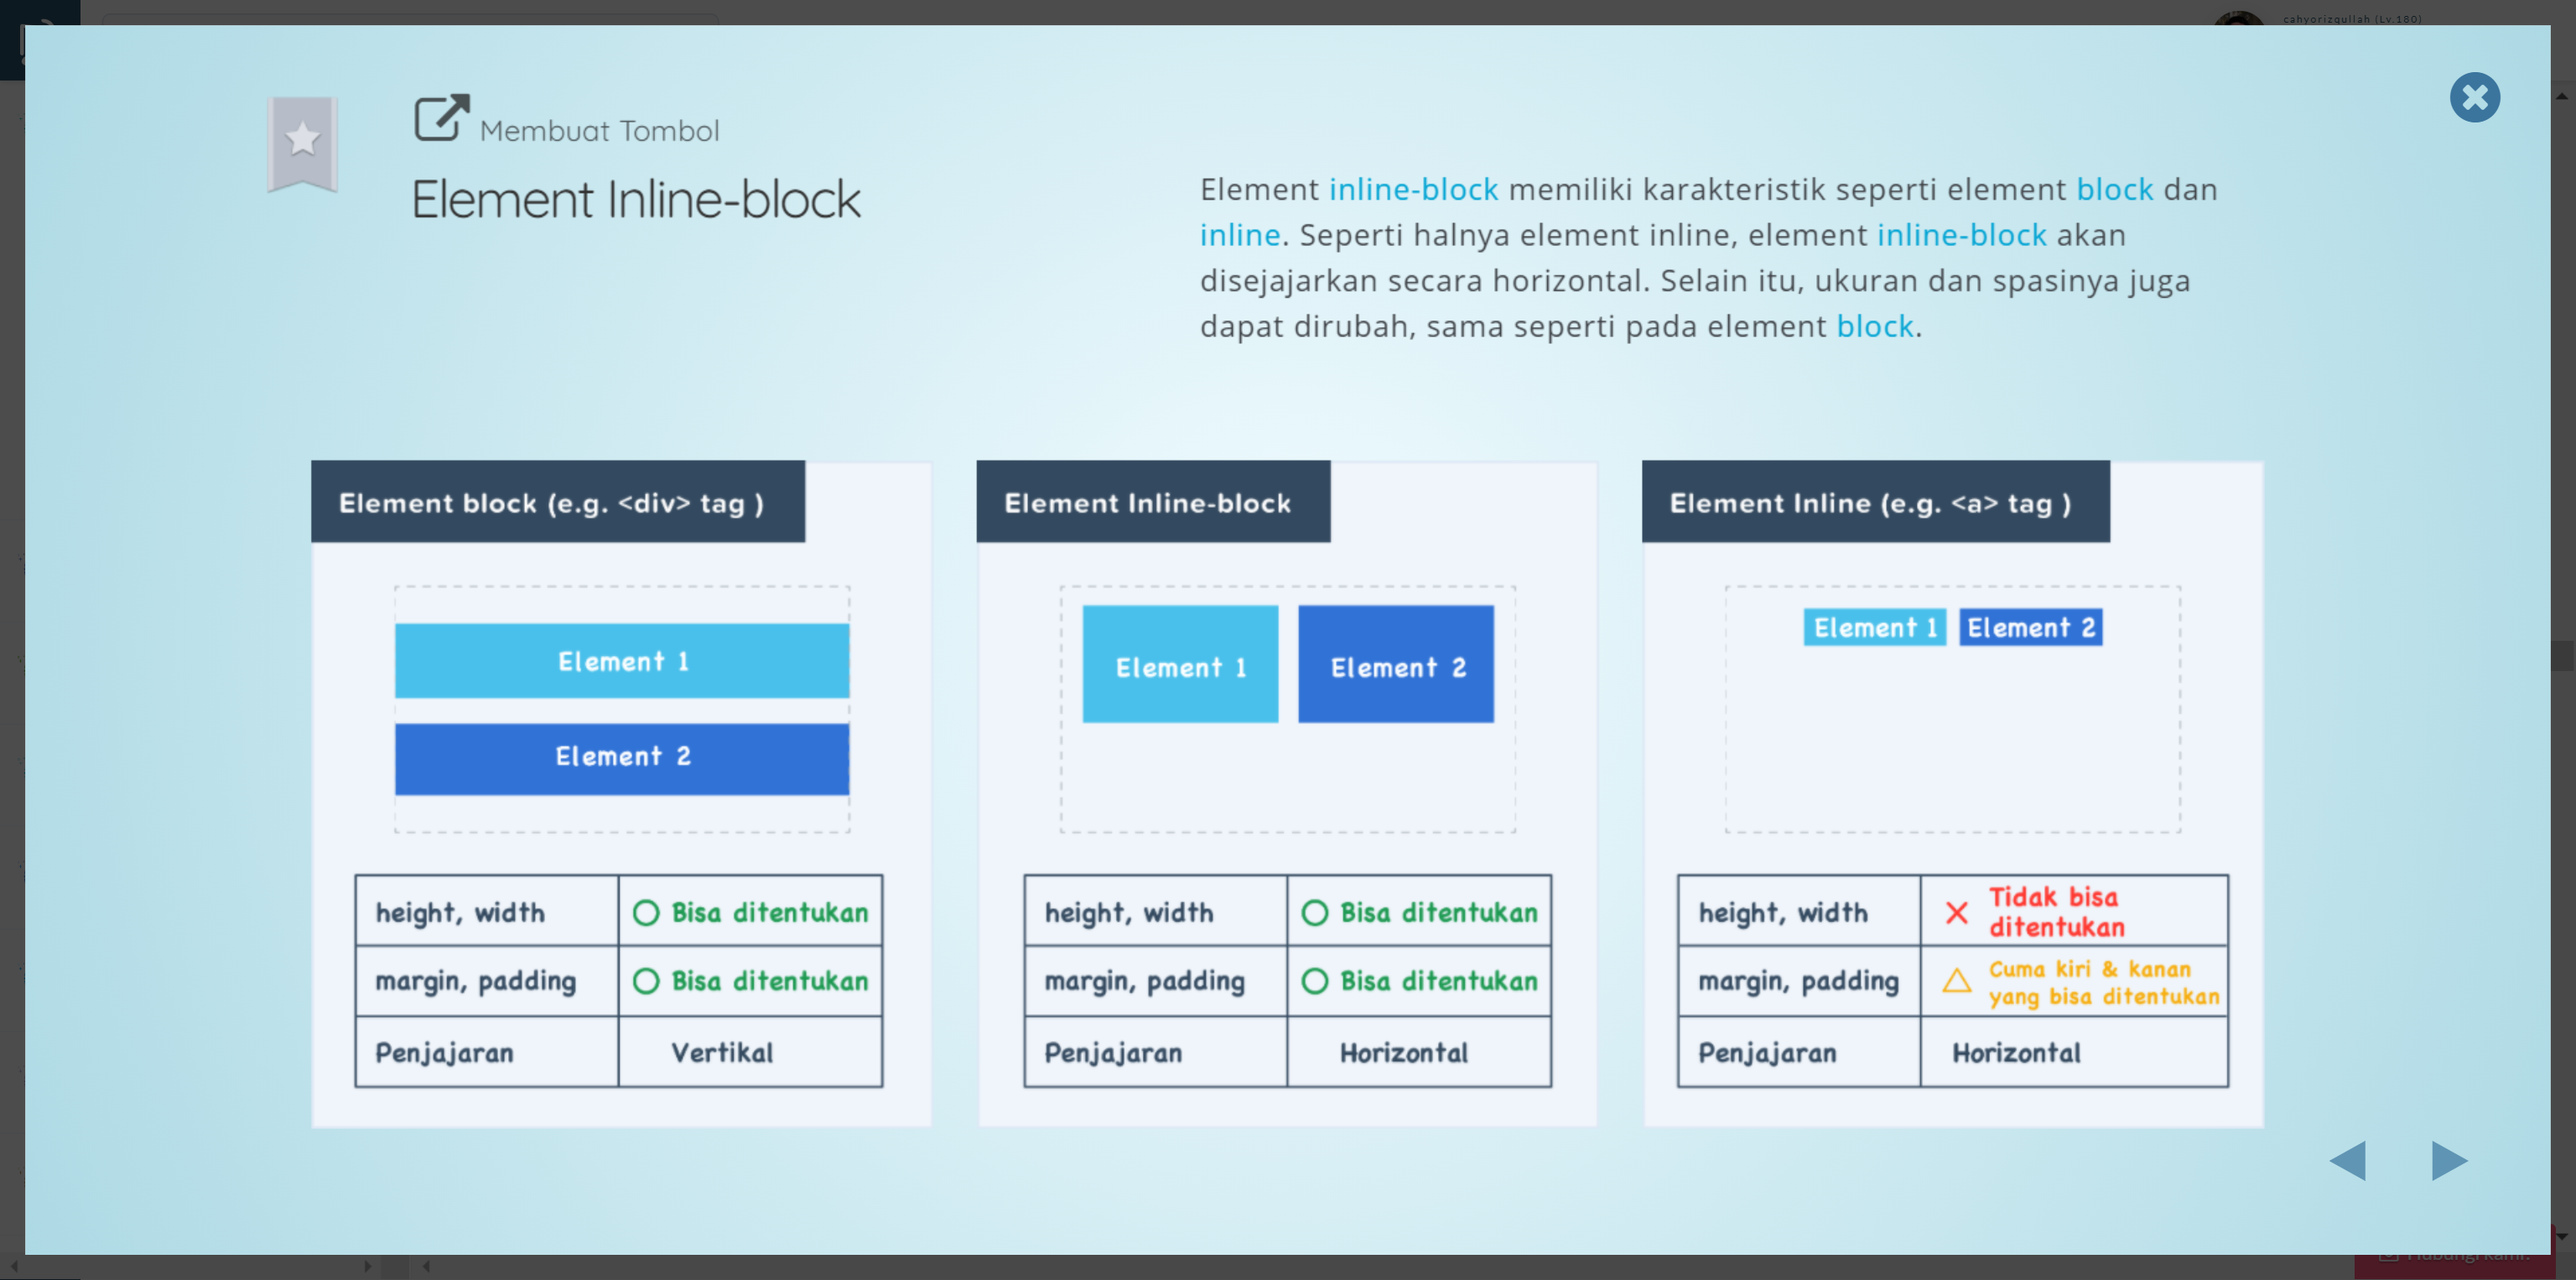 cahyorizqullah (Lv.180)
Membuat Tombol
Element Inline-block
Element inline-block memiliki karakteristik seperti element block dan
inline. Seperti halnya element inline, element inline-block akan
disejajarkan secara horizontal. Selain itu, ukuran dan spasinya juga
dapat dirubah, sama seperti pada element block.
Element block (e.g. <div> tag )
Element 1
Element 2
height, width
Bisa ditentukan
margin, padding
Bisa ditentukan
Penjajaran
Vertikal
Element Inline-block
Element 1
Element 2
height, width
Bisa ditentukan
margin, padding
Bisa ditentukan
Penjajaran
Horizontal
Element Inline (e.g. <a> tag )
Element 1
Element 2
height, width
Tidak bisa
ditentukan
margin, padding
Cuma kiri & kanan
yang bisa ditentukan
Penjajaran
Horizontal